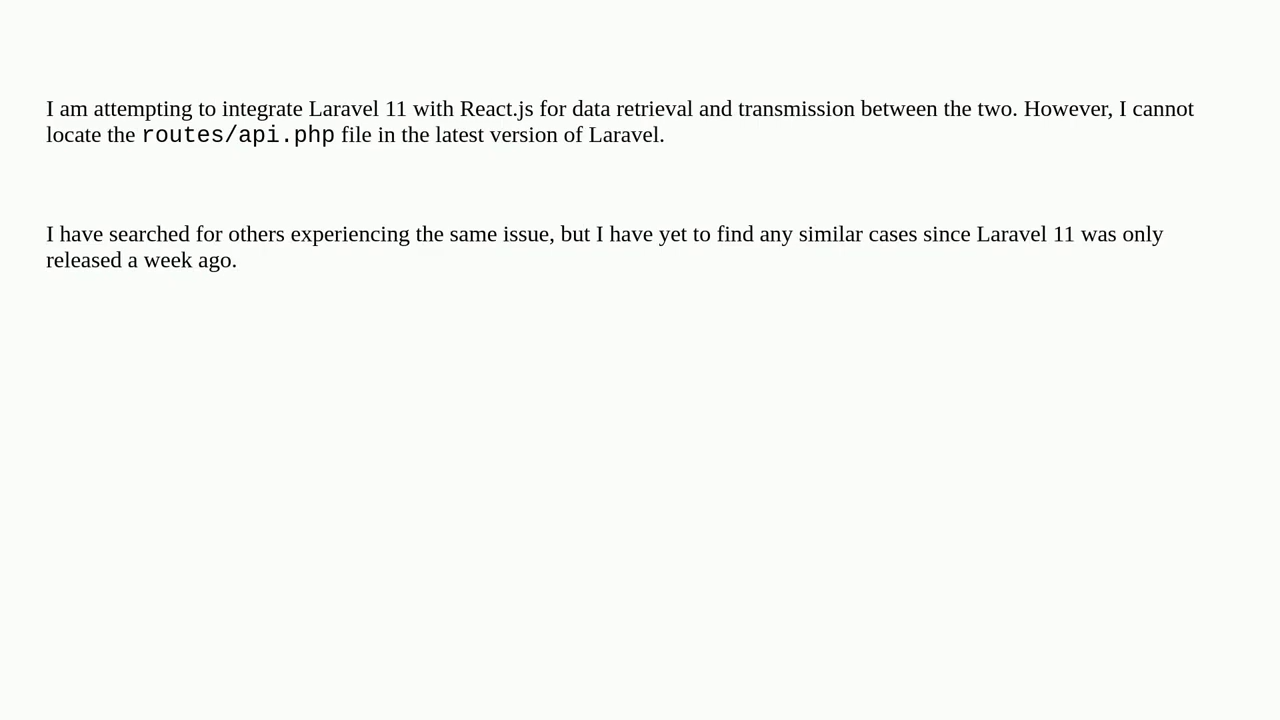 I am attempting to integrate Laravel 11 with React.js for data retrieval and transmission between the two. However, I cannot
locate the routes/api.php file in the latest version of Laravel.
I have searched for others experiencing the same issue, but I have yet to find any similar cases since Laravel 11 was only
released a week ago.